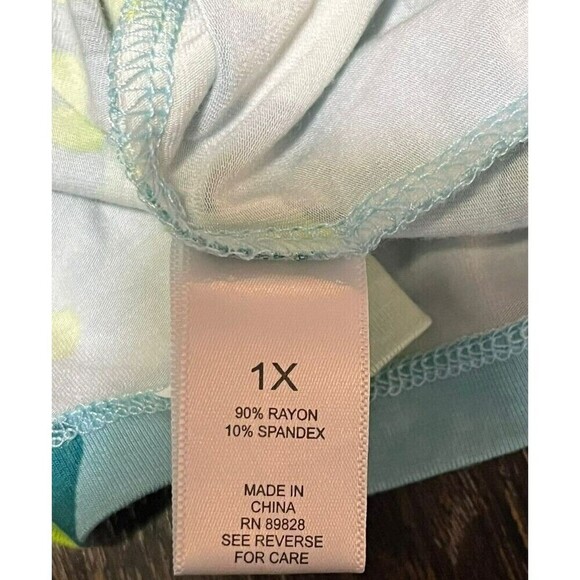 1X
90% RAYON
10% SPANDEX
MADE IN
CHINA
RN 89828
SEE REVERSE
FOR CARE